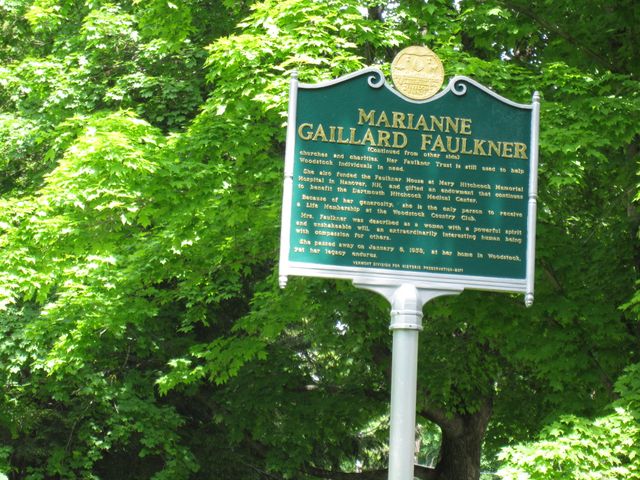 MARIANNE
GAILLARD FAULKNER
(Continued from other side)
churches and charities. Her Faulkner Trust is still used to help
Woodstock individuals in need.
She also funded the Faulkner House at Mary Hitchcock Memorial
Hospital in Hanover, NH, and gifted an endowment that continues
to benefit the Dartmouth Hitchcock Medical Center.
Because of her generosity, she is the only person to receive
a Life Membership at the Woodstock Country Club.
Mrs. Faulkner was described as a woman with a powerful spirit
and unshakeable will, an extraordinarily interesting human being
with compassion for others.
She passed away on January 8, 1958, at her home in Woodstock,
yet her legacy endures.
VERMONT DIVISION FOR HISTORIC PRESERVATION-2011